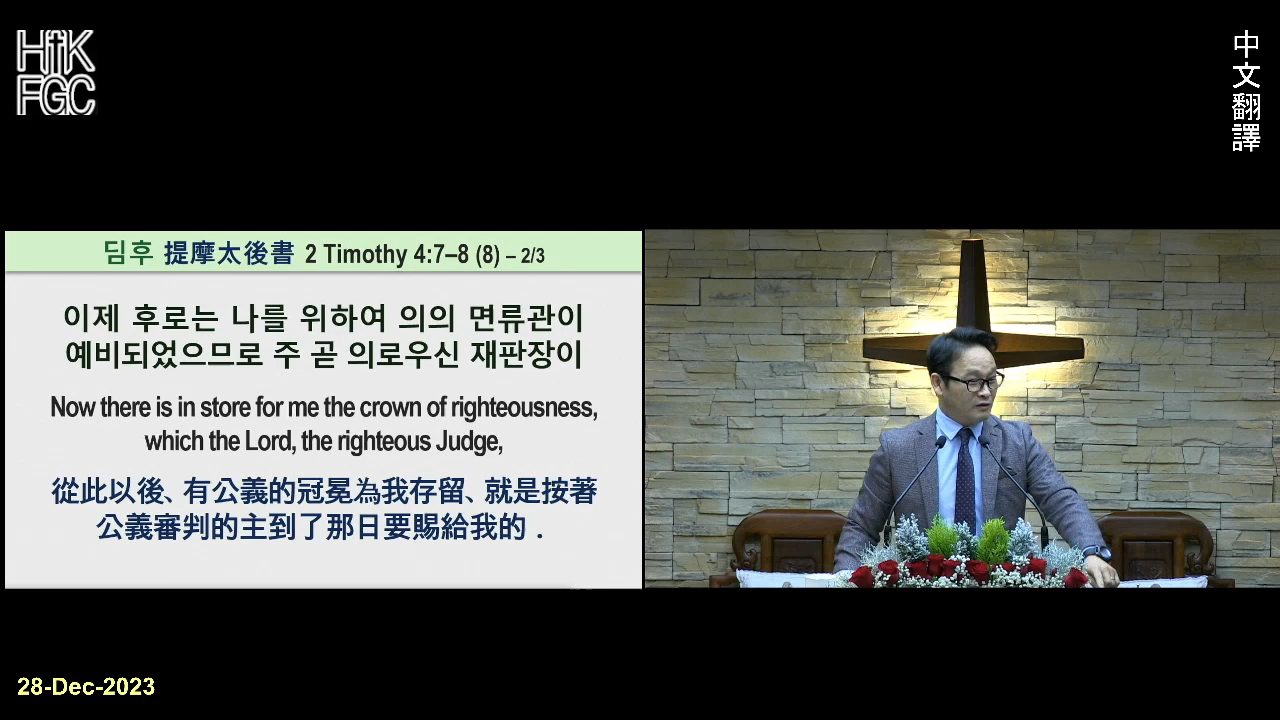 HfK
FGC
中文翻譯
딤후 提摩太後書 2 Timothy 4:7–8 (8) – 2/3
이제 후로는 나를 위하여 의의 면류관이
예비되었으므로 주 곧 의로우신 재판장이
Now there is in store for me the crown of righteousness,
which the Lord, the righteous Judge,
從此以後、有公義的冠冕為我存留、就是按著
公義審判的主到了那日要賜給我的．
28-Dec-2023